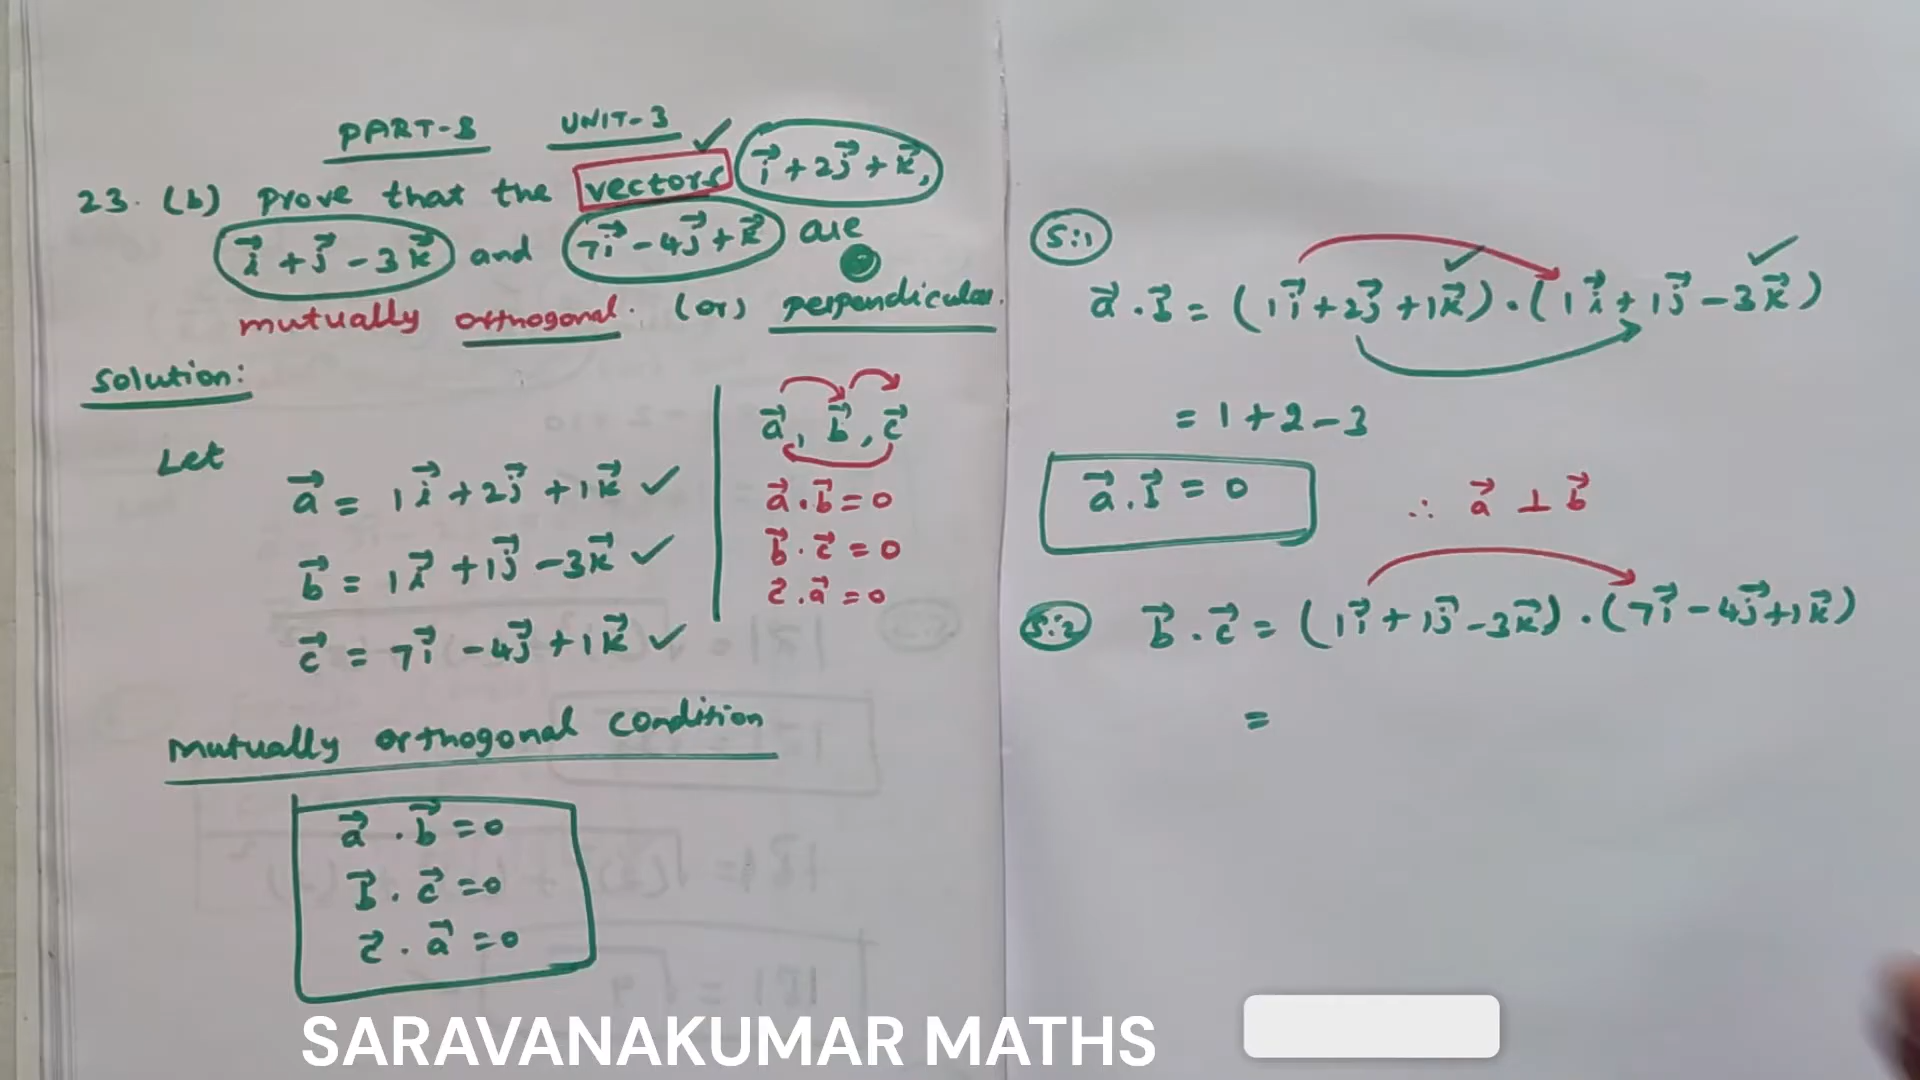 PART-B UNIT-3
23. (b) Prove that the vectors i⃗ + 2j⃗ + k⃗,
i⃗ + j⃗ - 3k⃗ and 7i⃗ - 4j⃗ + k⃗ are
mutually orthogonal. (or) perpendicular.
Solution:
Let
a⃗ = 1i⃗ + 2j⃗ + 1k⃗ ✓
b⃗ = 1i⃗ + 1j⃗ - 3k⃗ ✓
c⃗ = 7i⃗ - 4j⃗ + 1k⃗ ✓
a⃗, b⃗, c⃗
a⃗ . b⃗ = 0
b⃗ . c⃗ = 0
c⃗ . a⃗ = 0
Mutually orthogonal condition
a⃗ . b⃗ = 0
b⃗ . c⃗ = 0
c⃗ . a⃗ = 0
S:1
a⃗ . b⃗ = (1i⃗ + 2j⃗ + 1k⃗) . (1i⃗ + 1j⃗ - 3k⃗)
= 1 + 2 - 3
a⃗ . b⃗ = 0 ∴ a⃗ ⊥ b⃗
S:2 b⃗ . c⃗ = (1i⃗ + 1j⃗ - 3k⃗) . (7i⃗ - 4j⃗ + 1k⃗)
=
SARAVANAKUMAR MATHS